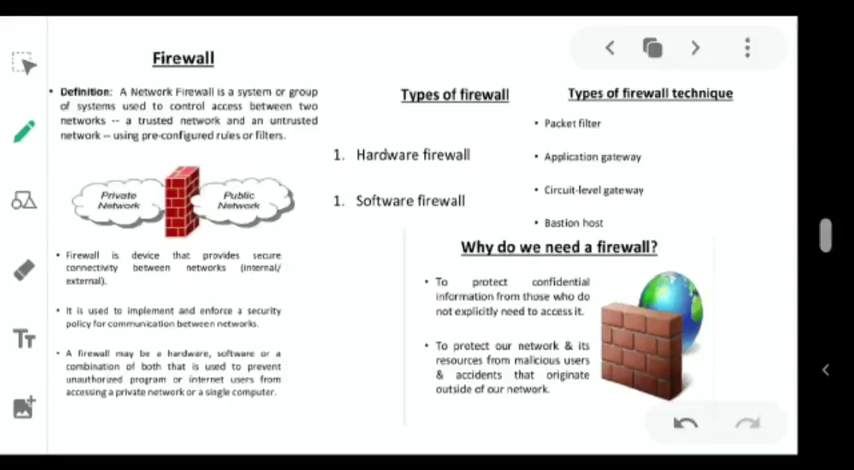 Firewall
• Definition: A Network Firewall is a system or group
of systems used to control access between two
networks -- a trusted network and an untrusted
network -- using pre-configured rules or filters.
Private
Network
Public
Network
• Firewall is device that provides secure
connectivity between networks (internal/
external).
• It is used to implement and enforce a security
policy for communication between networks.
• A firewall may be a hardware, software or a
combination of both that is used to prevent
unauthorized program or internet users from
accessing a private network or a single computer.
Types of firewall
1. Hardware firewall
1. Software firewall
Types of firewall technique
• Packet filter
• Application gateway
• Circuit-level gateway
• Bastion host
Why do we need a firewall?
• To protect confidential
information from those who do
not explicitly need to access it.
• To protect our network & its
resources from malicious users
& accidents that originate
outside of our network.
Tт